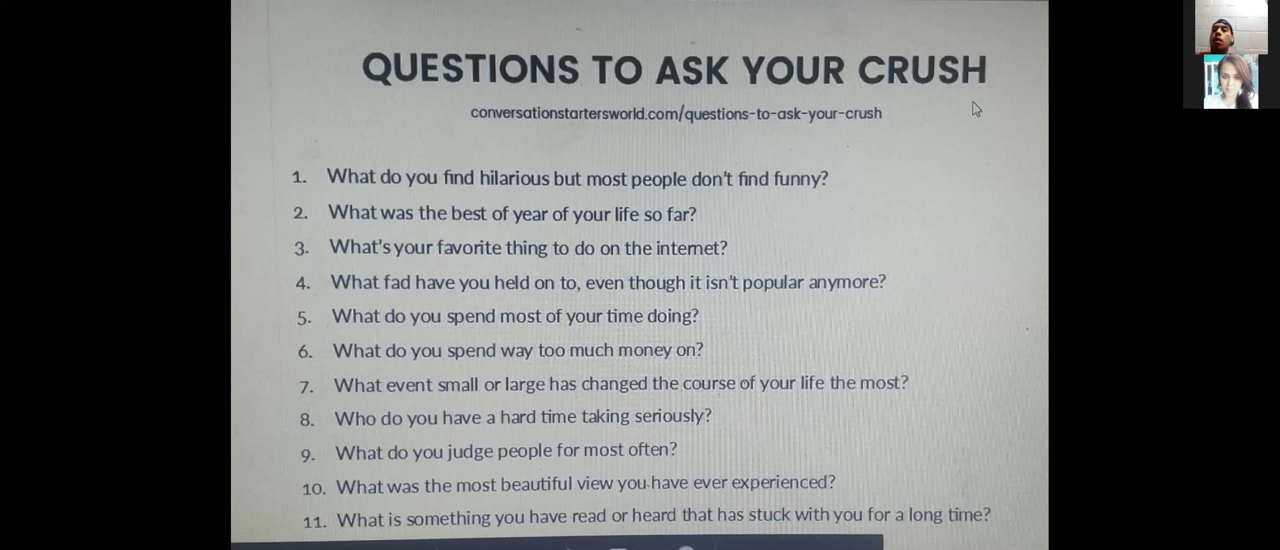 QUESTIONS TO ASK YOUR CRUSH
conversationstartersworld.com/questions-to-ask-your-crush
1. What do you find hilarious but most people don't find funny?
2. What was the best of year of your life so far?
3. What's your favorite thing to do on the internet?
4. What fad have you held on to, even though it isn't popular anymore?
5. What do you spend most of your time doing?
6. What do you spend way too much money on?
7. What event small or large has changed the course of your life the most?
8. Who do you have a hard time taking seriously?
9. What do you judge people for most often?
10. What was the most beautiful view you have ever experienced?
11. What is something you have read or heard that has stuck with you for a long time?